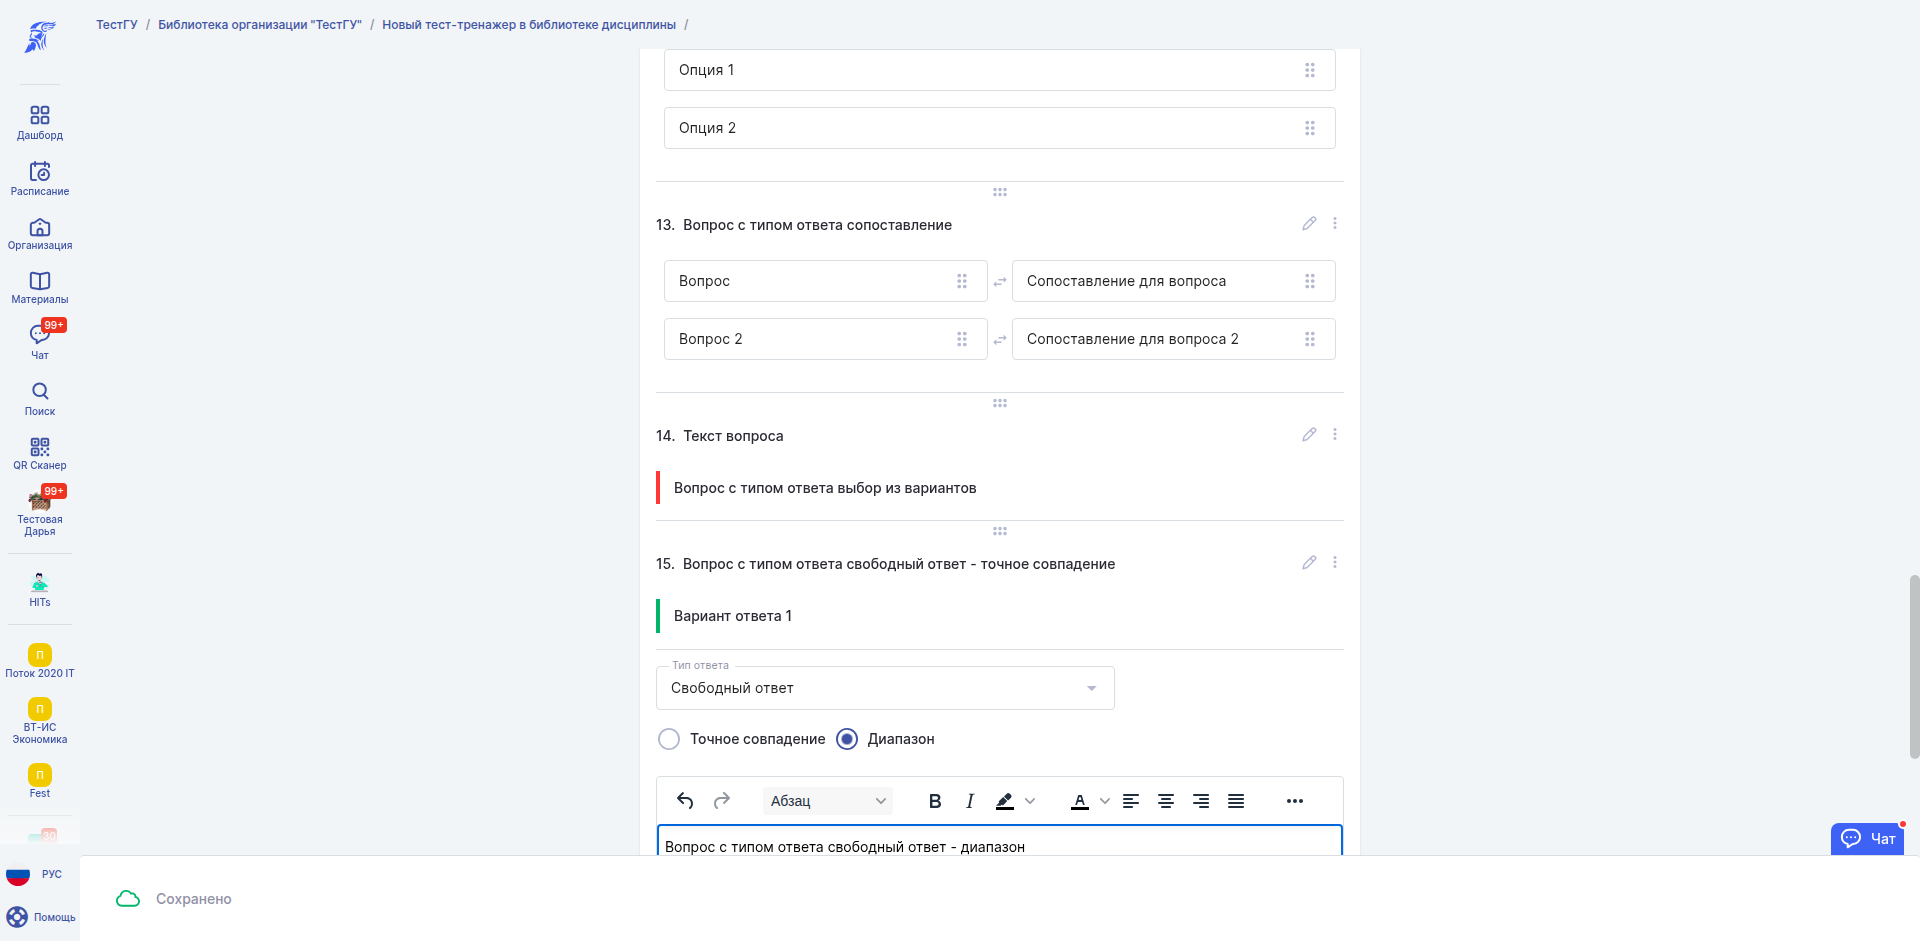 ТестГУ / Библиотека организации "ТестГУ" / Новый тест-тренажер в библиотеке дисциплины /
Дашборд
Расписание
Организация
Материалы
99+
Чат
Поиск
QR Сканер
99+
Тестовая
Дарья
HITs
П
Поток 2020 IT
П
ВТ-ИС
Экономика
П
Fest
30
РУС
Помощь
Опция 1
Опция 2
13. Вопрос с типом ответа сопоставление
Вопрос
Сопоставление для вопроса
Вопрос 2
Сопоставление для вопроса 2
14. Текст вопроса
Вопрос с типом ответа выбор из вариантов
15. Вопрос с типом ответа свободный ответ - точное совпадение
Вариант ответа 1
Тип ответа
Свободный ответ
Точное совпадение
Диапазон
Абзац
B I A
Вопрос с типом ответа свободный ответ - диапазон
Чат
Сохранено